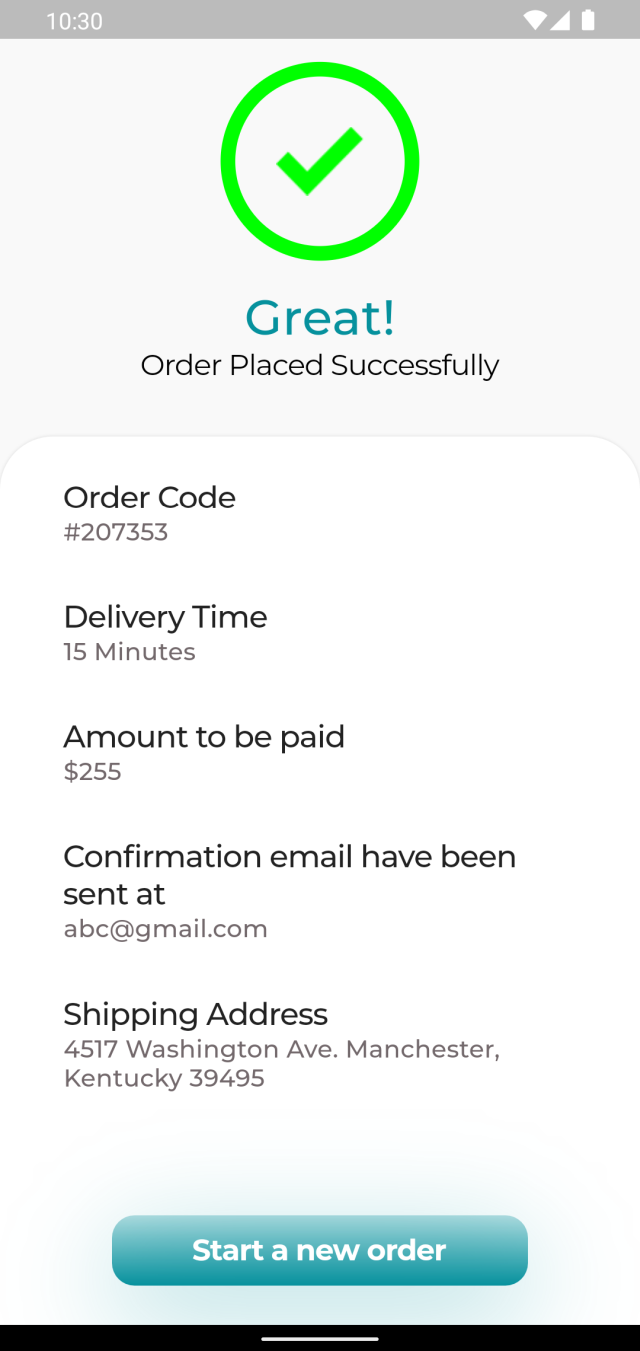 10:30
Great!
Order Placed Successfully
Order Code
#207353
Delivery Time
15 Minutes
Amount to be paid
$255
Confirmation email have been
sent at
abc@gmail.com
Shipping Address
4517 Washington Ave. Manchester,
Kentucky 39495
Start a new order